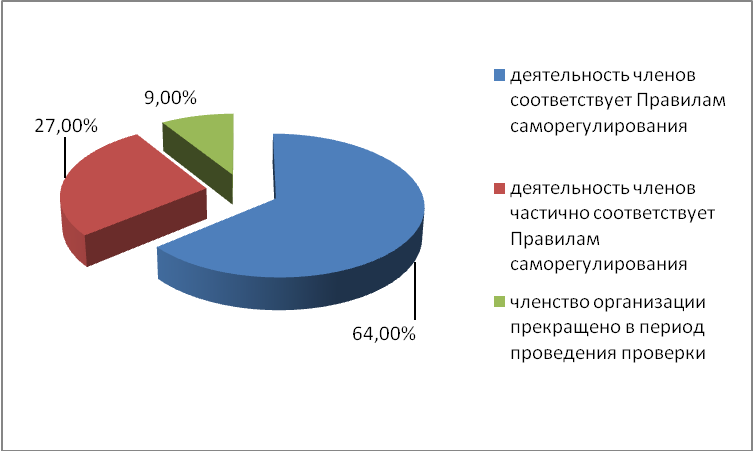 9,00%
27,00%
64,00%
деятельность членов
соответствует Правилам
саморегулирования
деятельность членов
частично соответствует
Правилам
саморегулирования
членство организации
прекращено в период
проведения проверки